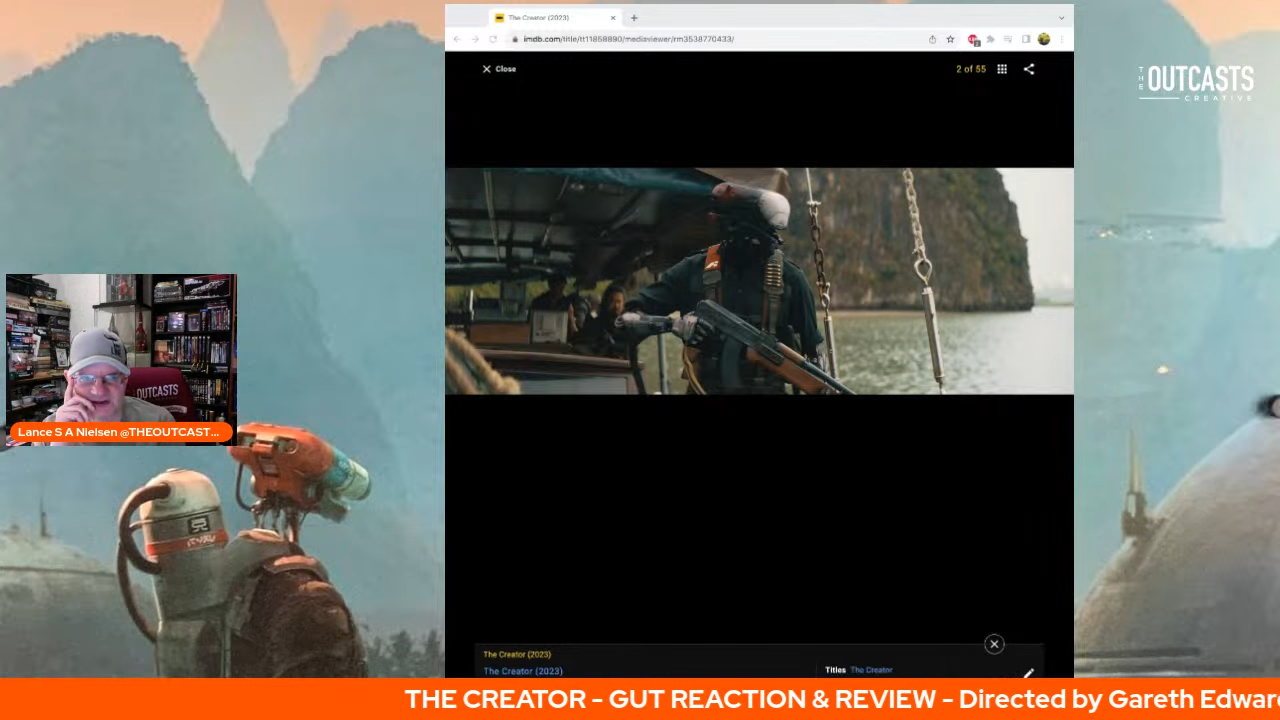 The Creator (2023)
imdb.com/title/tt11858890/mediaviewer/rm3538770433/
Close
2 of 55
THE
OUTCASTS
CREATIVE
OUTCASTS
Lance S A Nielsen @THEOUTCAST...
The Creator (2023)
The Creator (2023)
Titles The Creator
THE CREATOR - GUT REACTION & REVIEW - Directed by Gareth Edwar